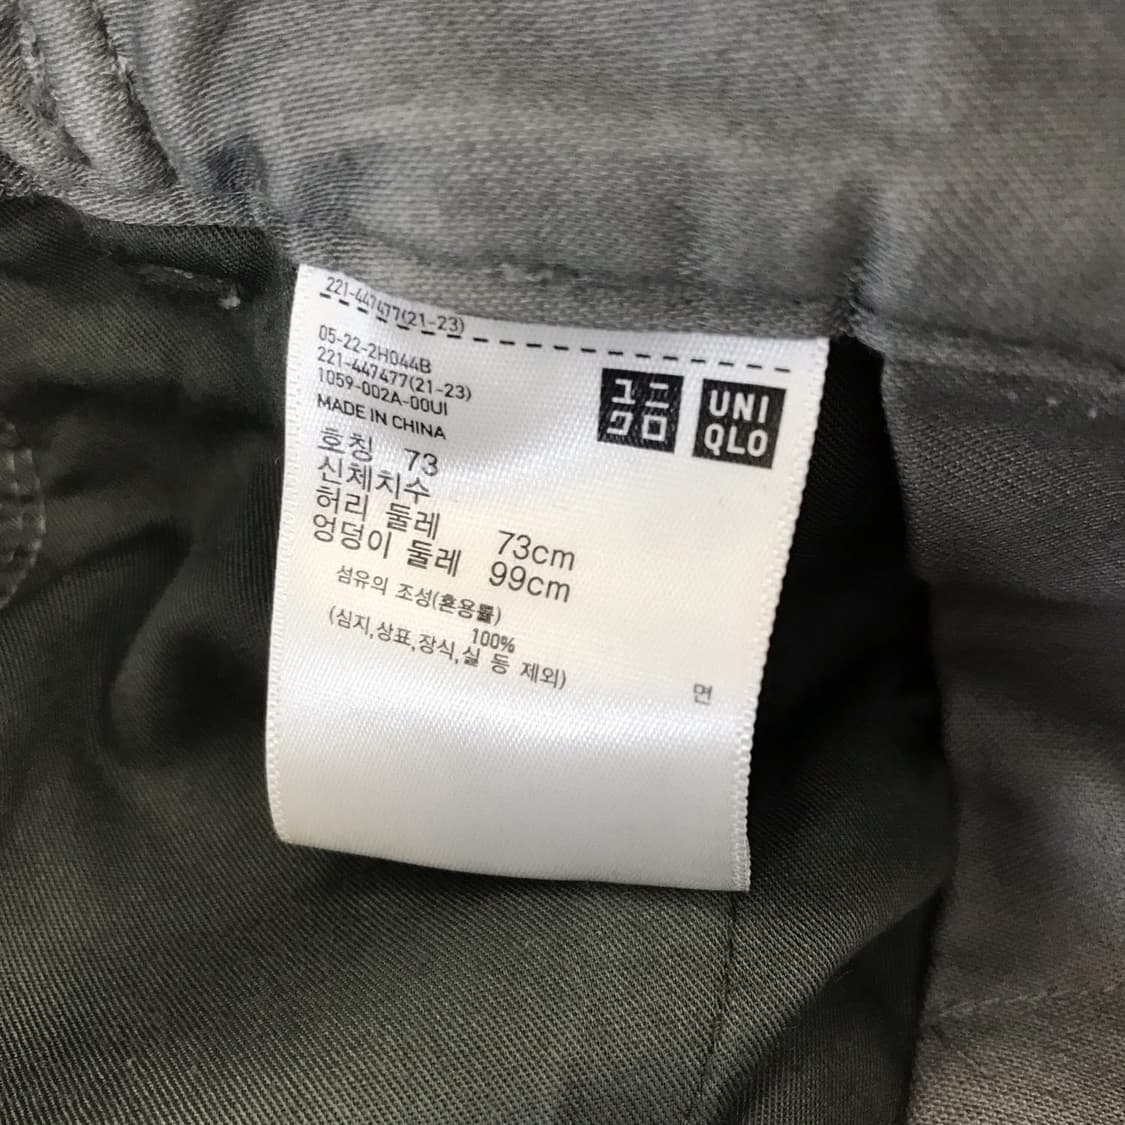 221-447477(21-23)
05-22-2H044B
221-447477(21-23)
1059-002A-00UI
MADE IN CHINA
ユニ
クロ
UNI
QLO
호칭 73
신체치수
허리 둘레 73cm
엉덩이 둘레 99cm
섬유의 조성(혼용률)
100%
(심지,상표,장식,실 등 제외)
면